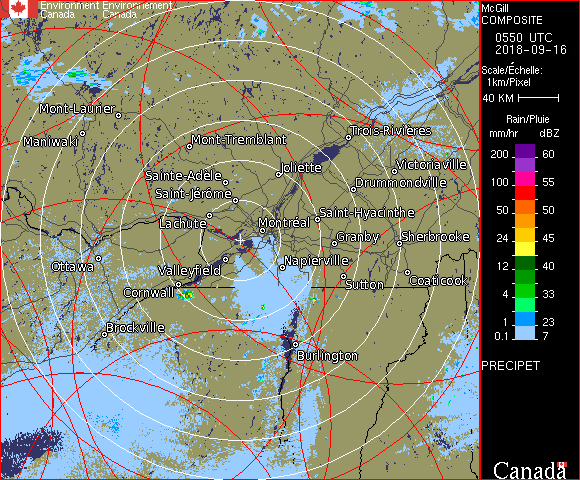 Environment Environnement
Canada Canada
McGill
COMPOSITE
0550 UTC
2018-09-16
Scale/Échelle:
1km/Pixel
40 KM
Rain/Pluie
mm/hr dBZ
200 60
150 57
100 55
50 50
24 45
12 40
4 33
1 23
0.1 7
PRECIPET
Mont-Laurier
Maniwaki
Mont-Tremblant
Trois-Rivières
Sainte-Adèle
Joliette
Victoriaville
Saint-Jérôme
Drummondville
Lachute
Montréal
Saint-Hyacinthe
Granby
Sherbrooke
Ottawa
Valleyfield
Napierville
Cornwall
Sutton
Coaticook
Brockville
Burlington
Canada